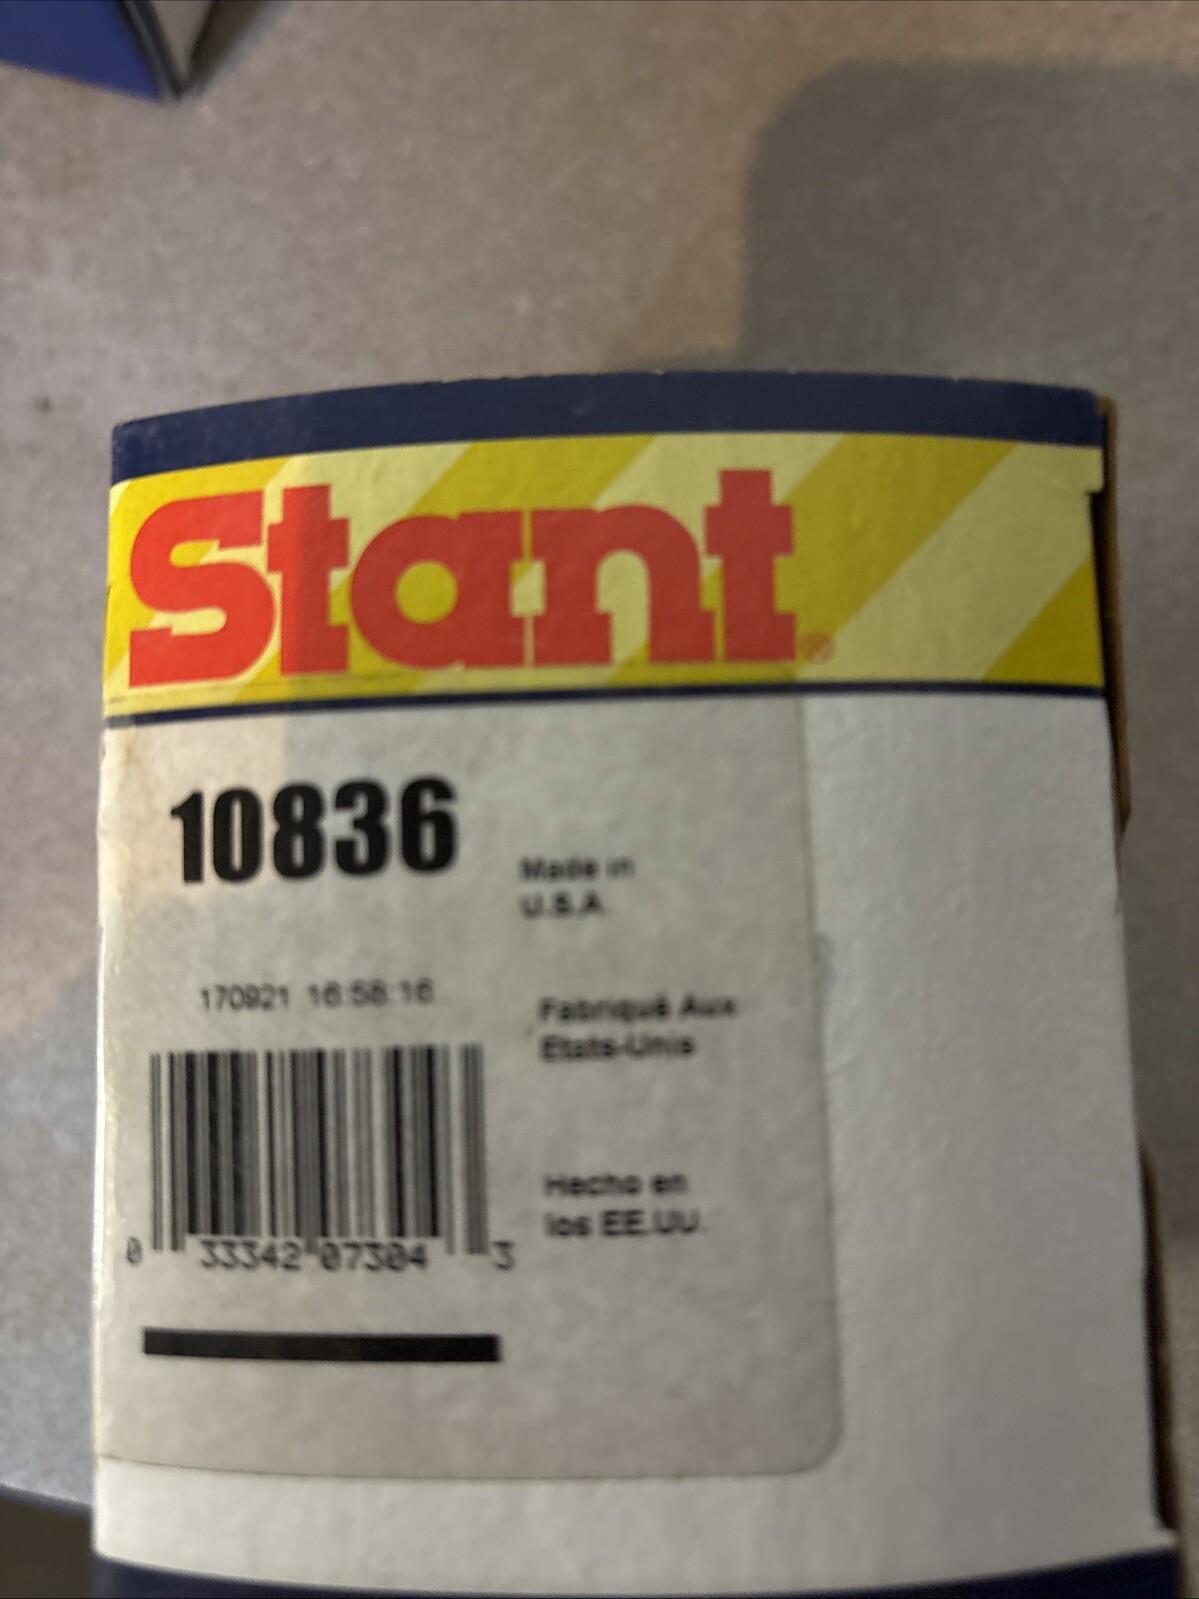 Stant®
10836
Made in
U.S.A.
170921 16:58:16
Fabriqué Aux
Etats-Unis
Hecho en
los EE.UU.
0 33342 07304 3